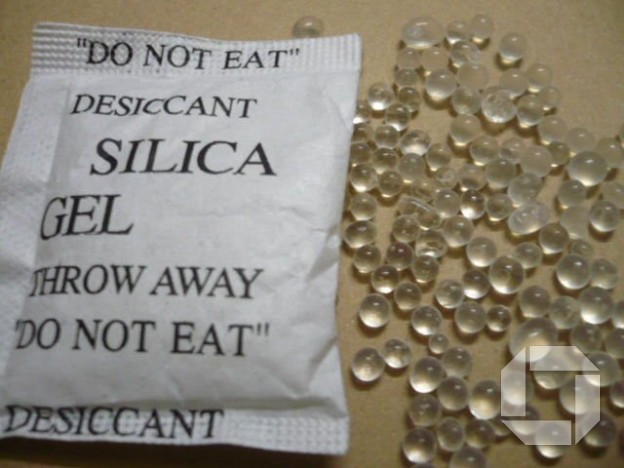 "DO NOT EAT"
DESICCANT
SILICA
GEL
THROW AWAY
"DO NOT EAT"
DESICCANT